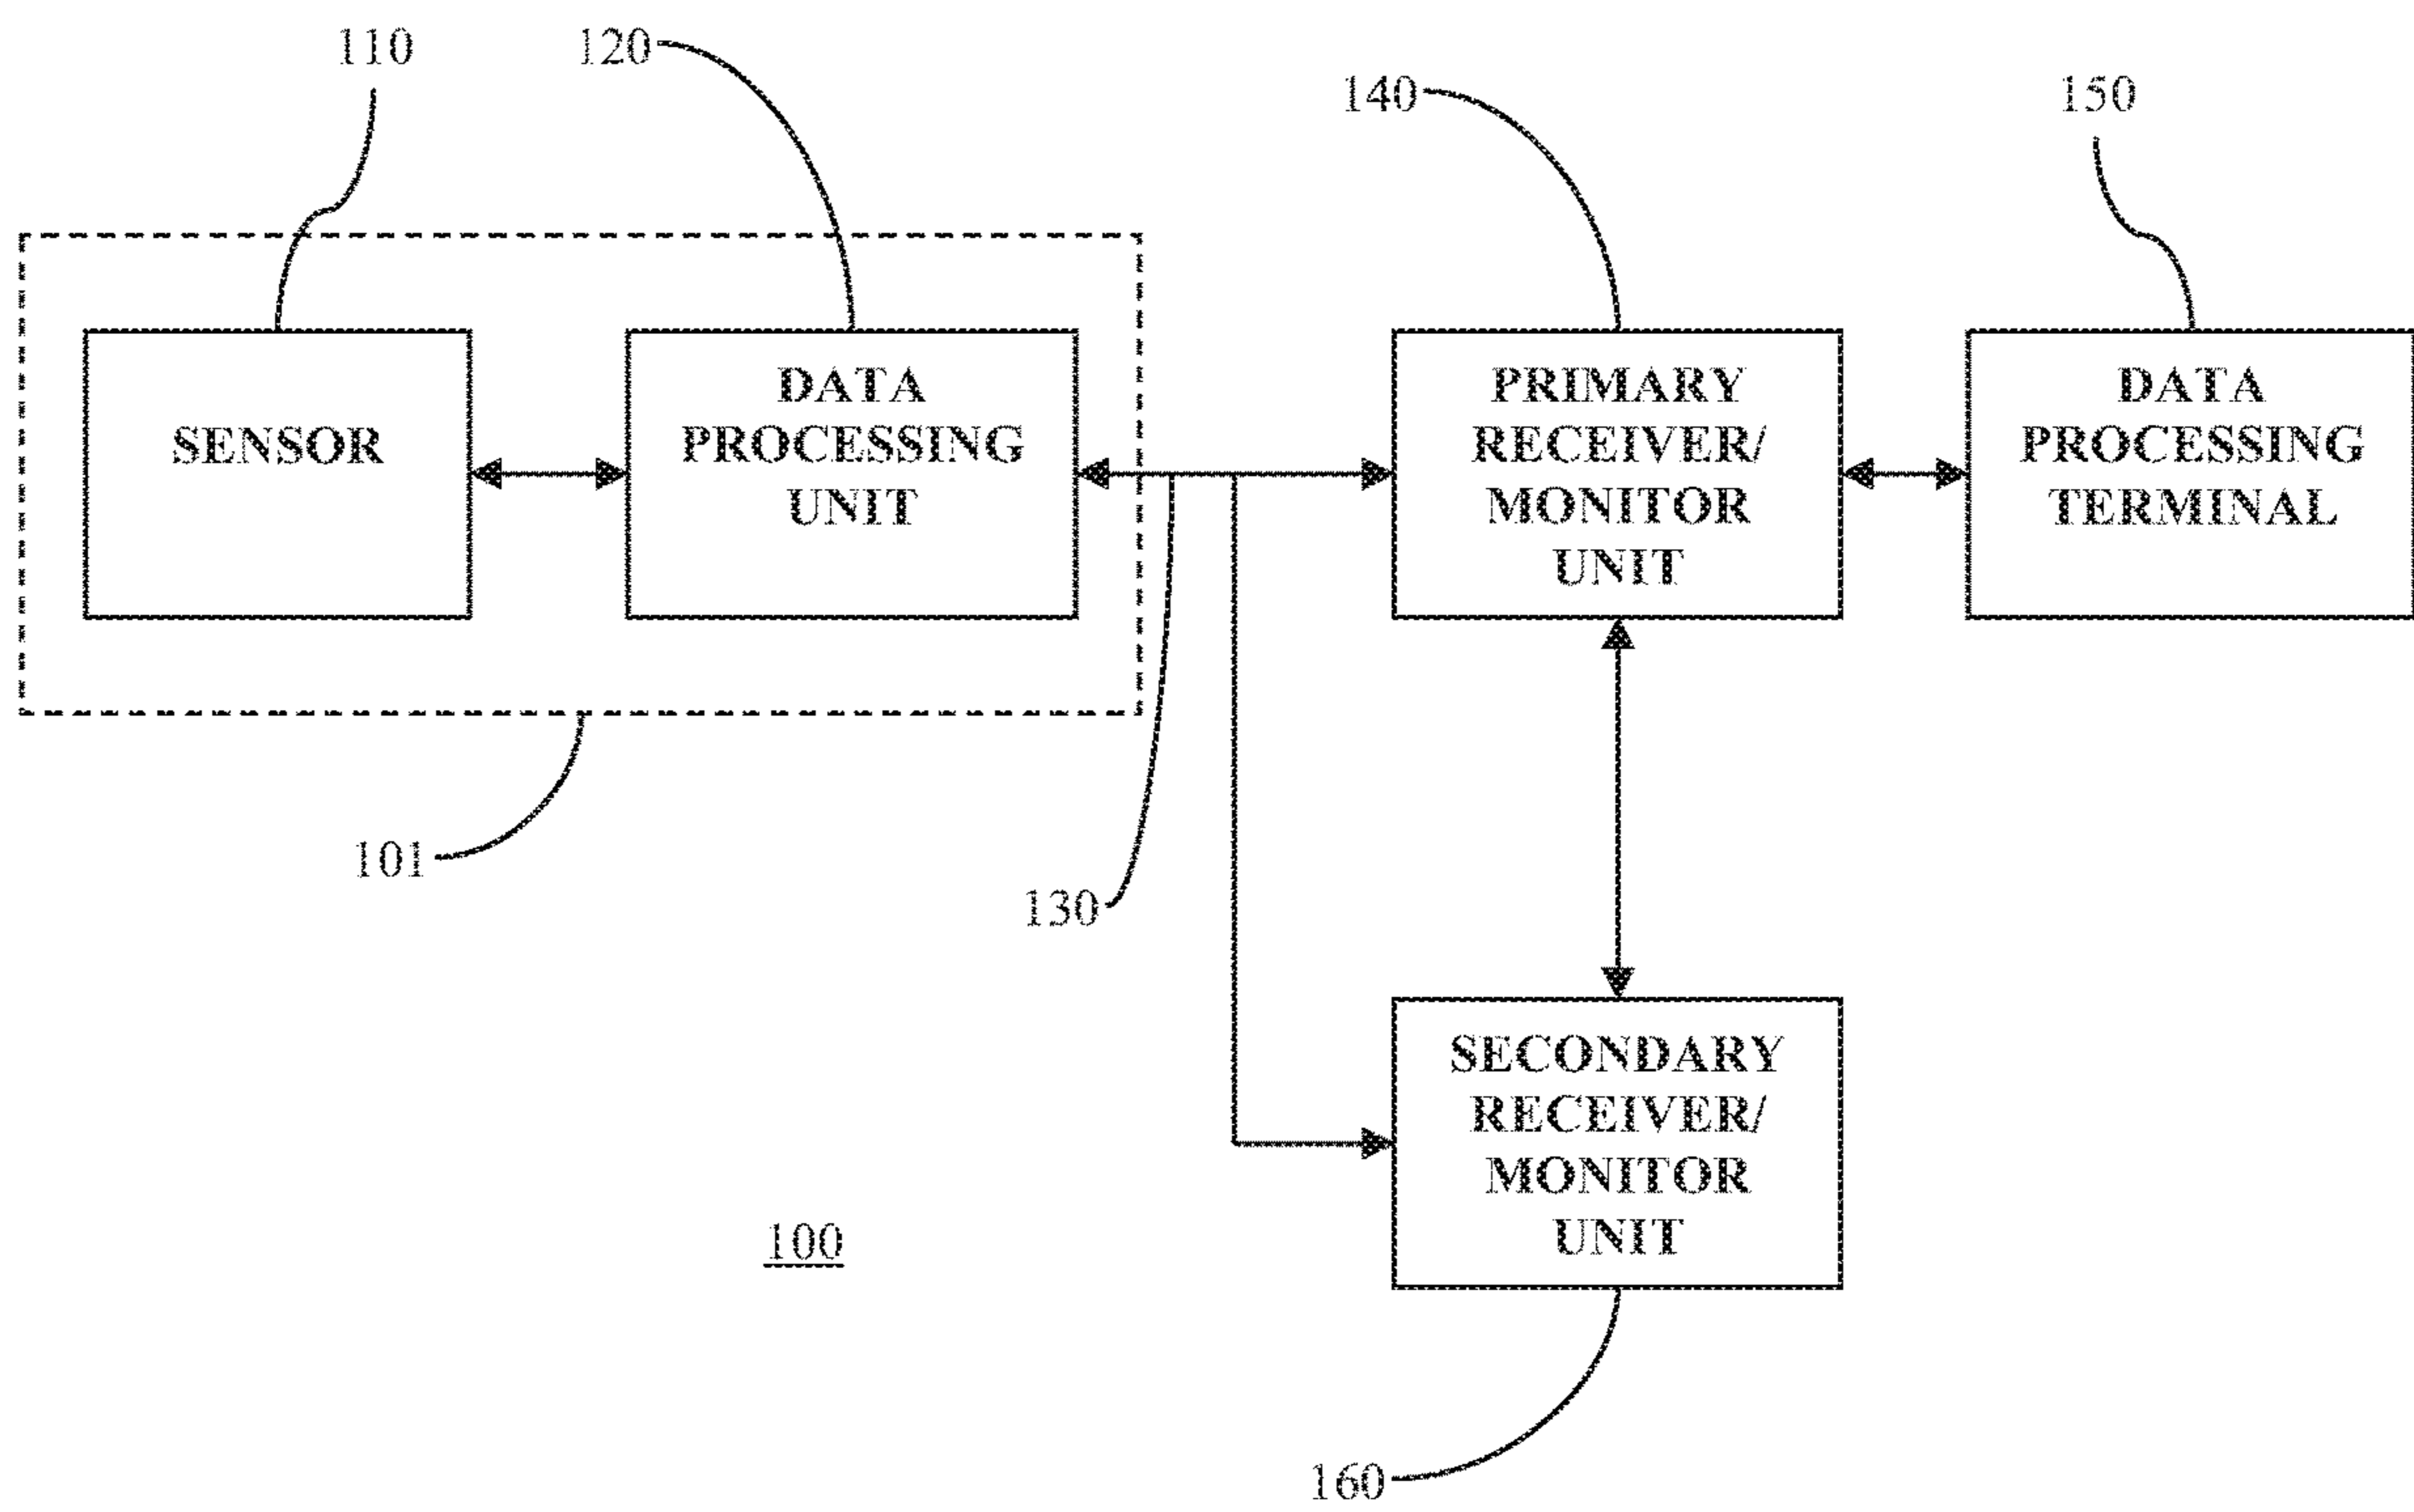 110
120
140
150
SENSOR
DATA
PROCESSING
UNIT
PRIMARY
RECEIVER/
MONITOR
UNIT
DATA
PROCESSING
TERMINAL
101
130
SECONDARY
RECEIVER/
MONITOR
UNIT
100
160